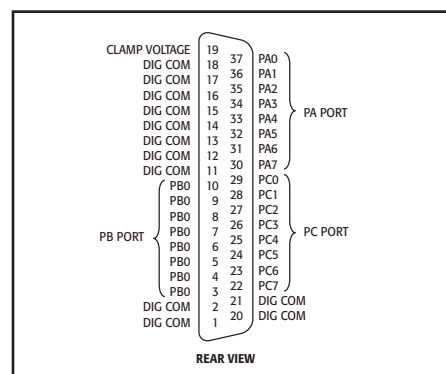 CLAMP VOLTAGE 19
DIG COM 18
DIG COM 17
DIG COM 16
DIG COM 15
DIG COM 14
DIG COM 13
DIG COM 12
DIG COM 11
PB PORT
PB0 10
PB0 9
PB0 8
PB0 7
PB0 6
PB0 5
PB0 4
PB0 3
DIG COM 2
DIG COM 1
37 PA0
36 PA1
35 PA2
34 PA3
33 PA4
32 PA5
31 PA6
30 PA7
PA PORT
29 PC0
28 PC1
27 PC2
26 PC3
25 PC4
24 PC5
23 PC6
22 PC7
PC PORT
21 DIG COM
20 DIG COM
REAR VIEW